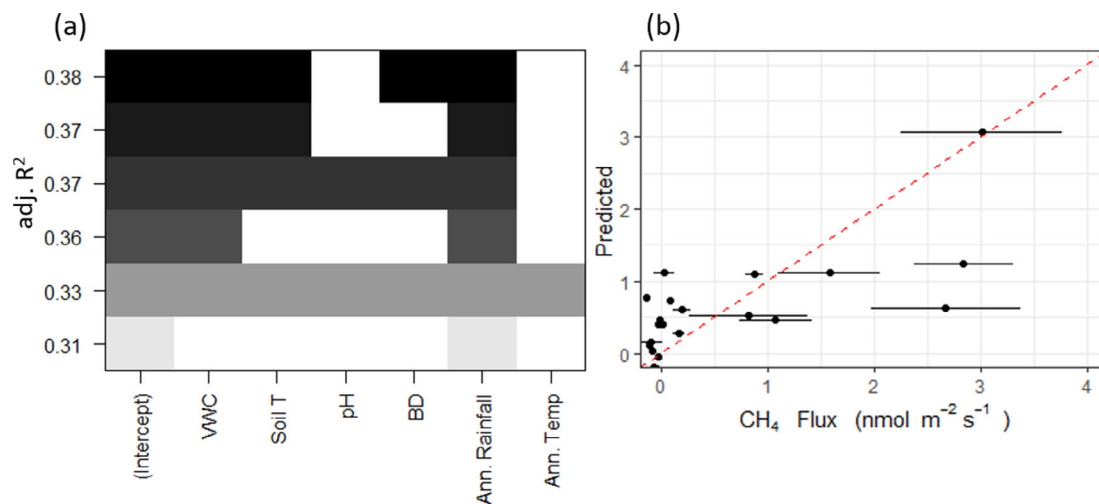 (a)
0.38
0.37
0.37
0.36
0.33
0.31
adj. R²
(Intercept)
VWC
Soil T
pH
BD
Ann. Rainfall
Ann. Temp
(b)
4
3
2
1
0
Predicted
0 1 2 3 4
CH₄ Flux (nmol m⁻² s⁻¹)